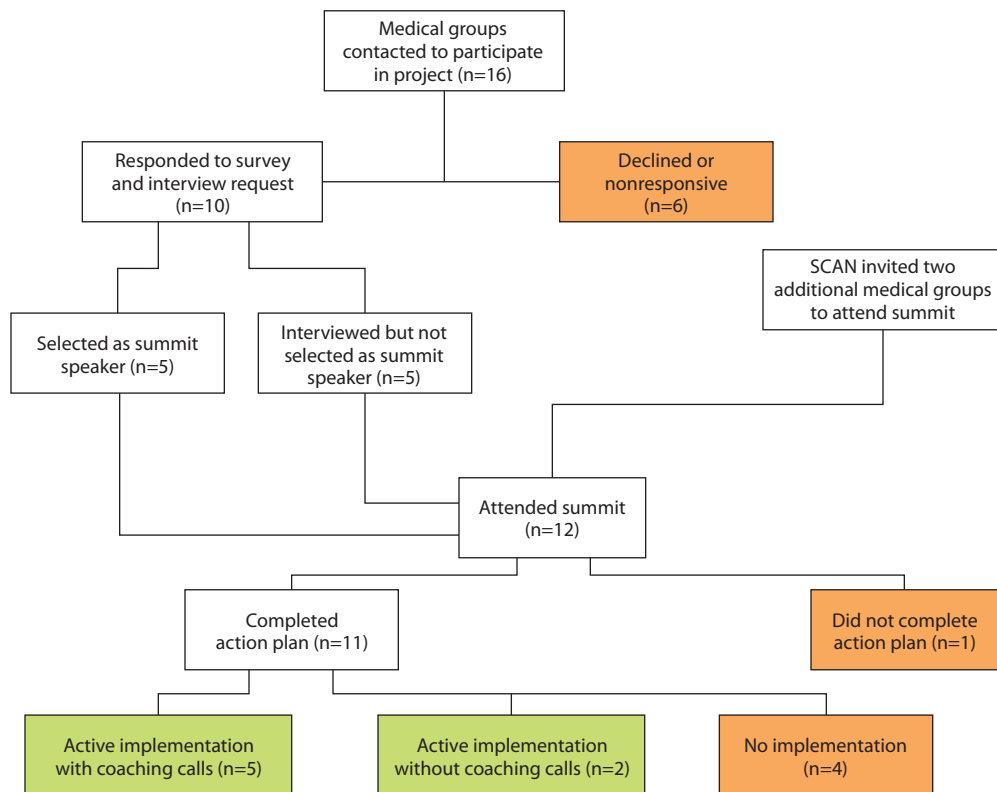 Medical groups
contacted to participate
in project (n=16)
Responded to survey
and interview request
(n=10)
Declined or
nonresponsive
(n=6)
SCAN invited two
additional medical groups
to attend summit
Selected as summit
speaker (n=5)
Interviewed but not
selected as summit
speaker (n=5)
Attended summit
(n=12)
Completed
action plan (n=11)
Did not complete
action plan (n=1)
Active implementation
with coaching calls (n=5)
Active implementation
without coaching calls (n=2)
No implementation
(n=4)